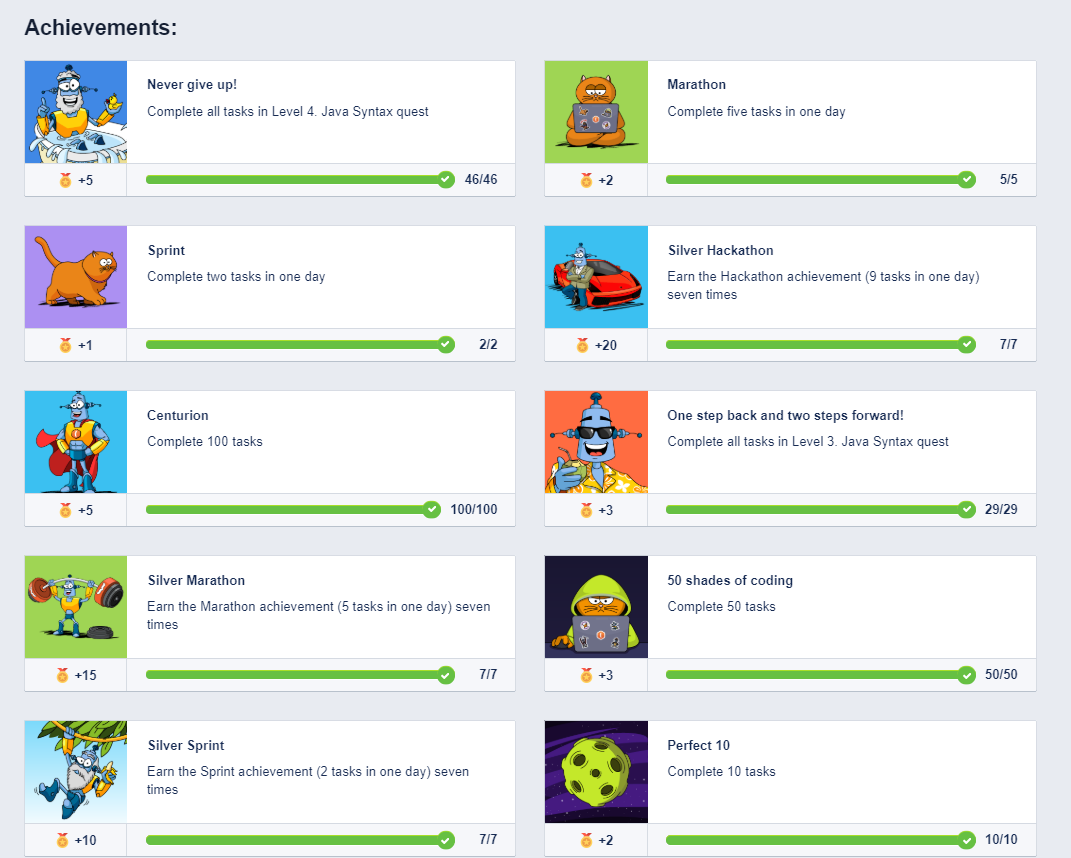 Achievements:
Never give up!
Complete all tasks in Level 4. Java Syntax quest
+5
46/46
Marathon
Complete five tasks in one day
+2
5/5
Sprint
Complete two tasks in one day
+1
2/2
Silver Hackathon
Earn the Hackathon achievement (9 tasks in one day)
seven times
+20
7/7
Centurion
Complete 100 tasks
+5
100/100
One step back and two steps forward!
Complete all tasks in Level 3. Java Syntax quest
+3
29/29
Silver Marathon
Earn the Marathon achievement (5 tasks in one day) seven
times
+15
7/7
50 shades of coding
Complete 50 tasks
+3
50/50
Silver Sprint
Earn the Sprint achievement (2 tasks in one day) seven
times
+10
7/7
Perfect 10
Complete 10 tasks
+2
10/10